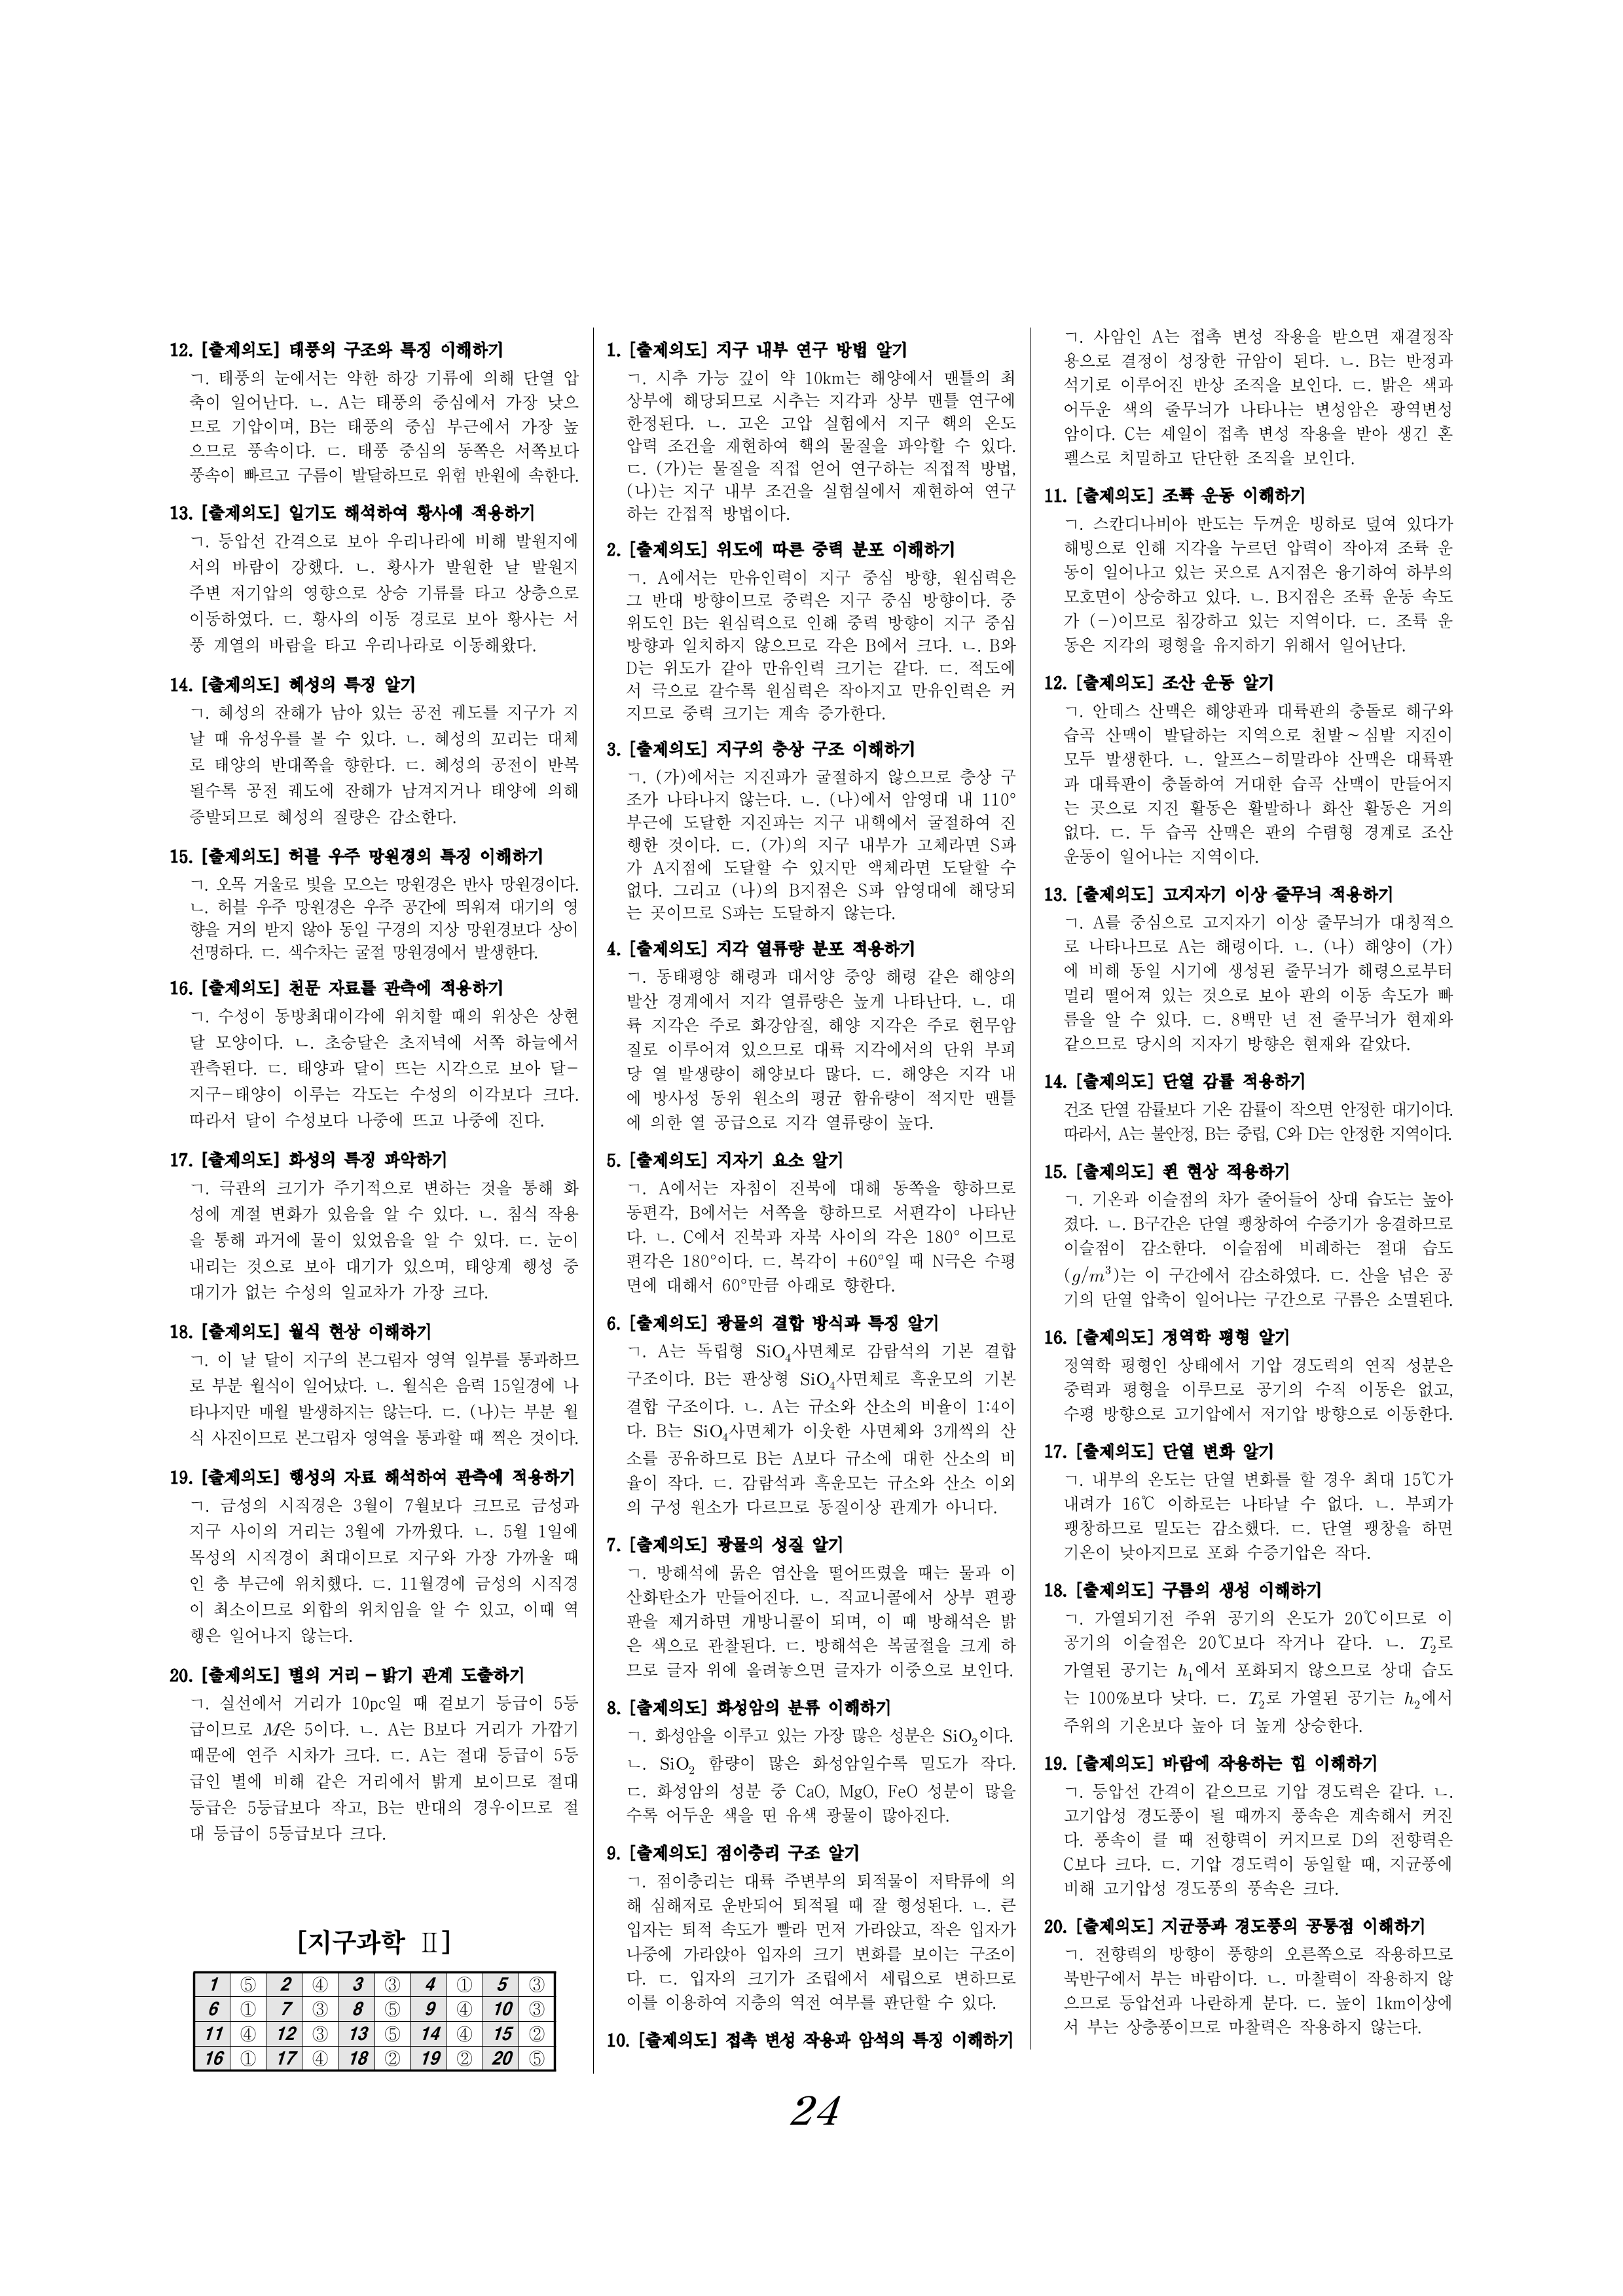 12. [출제의도] 태풍의 구조와 특징 이해하기
ㄱ. 태풍의 눈에서는 약한 하강 기류에 의해 단열 압
축이 일어난다. ㄴ. A는 태풍의 중심에서 가장 낮으
므로 기압이며, B는 태풍의 중심 부근에서 가장 높
으므로 풍속이다. ㄷ. 태풍 중심의 동쪽은 서쪽보다
풍속이 빠르고 구름이 발달하므로 위험 반원에 속한다.
13. [출제의도] 일기도 해석하여 황사에 적용하기
ㄱ. 등압선 간격으로 보아 우리나라에 비해 발원지에
서의 바람이 강했다. ㄴ. 황사가 발원한 날 발원지
주변 저기압의 영향으로 상승 기류를 타고 상층으로
이동하였다. ㄷ. 황사의 이동 경로로 보아 황사는 서
풍 계열의 바람을 타고 우리나라로 이동해왔다.
14. [출제의도] 혜성의 특징 알기
ㄱ. 혜성의 잔해가 남아 있는 공전 궤도를 지구가 지
날 때 유성우를 볼 수 있다. ㄴ. 혜성의 꼬리는 대체
로 태양의 반대쪽을 향한다. ㄷ. 혜성의 공전이 반복
될수록 공전 궤도에 잔해가 남겨지거나 태양에 의해
증발되므로 혜성의 질량은 감소한다.
15. [출제의도] 허블 우주 망원경의 특징 이해하기
ㄱ. 오목 거울로 빛을 모으는 망원경은 반사 망원경이다.
ㄴ. 허블 우주 망원경은 우주 공간에 띄워져 대기의 영
향을 거의 받지 않아 동일 구경의 지상 망원경보다 상이
선명하다. ㄷ. 색수차는 굴절 망원경에서 발생한다.
16. [출제의도] 천문 자료를 관측에 적용하기
ㄱ. 수성이 동방최대이각에 위치할 때의 위상은 상현
달 모양이다. ㄴ. 초승달은 초저녁에 서쪽 하늘에서
관측된다. ㄷ. 태양과 달이 뜨는 시각으로 보아 달-
지구-태양이 이루는 각도는 수성의 이각보다 크다.
따라서 달이 수성보다 나중에 뜨고 나중에 진다.
17. [출제의도] 화성의 특징 파악하기
ㄱ. 극관의 크기가 주기적으로 변하는 것을 통해 화
성에 계절 변화가 있음을 알 수 있다. ㄴ. 침식 작용
을 통해 과거에 물이 있었음을 알 수 있다. ㄷ. 눈이
내리는 것으로 보아 대기가 있으며, 태양계 행성 중
대기가 없는 수성의 일교차가 가장 크다.
18. [출제의도] 월식 현상 이해하기
ㄱ. 이 날 달이 지구의 본그림자 영역 일부를 통과하므
로 부분 월식이 일어났다. ㄴ. 월식은 음력 15일경에 나
타나지만 매월 발생하지는 않는다. ㄷ. (나)는 부분 월
식 사진이므로 본그림자 영역을 통과할 때 찍은 것이다.
19. [출제의도] 행성의 자료 해석하여 관측에 적용하기
ㄱ. 금성의 시직경은 3월이 7월보다 크므로 금성과
지구 사이의 거리는 3월에 가까웠다. ㄴ. 5월 1일에
목성의 시직경이 최대이므로 지구와 가장 가까울 때
인 충 부근에 위치했다. ㄷ. 11월경에 금성의 시직경
이 최소이므로 외합의 위치임을 알 수 있고, 이때 역
행은 일어나지 않는다.
20. [출제의도] 별의 거리 - 밝기 관계 도출하기
ㄱ. 실선에서 거리가 10pc일 때 겉보기 등급이 5등
급이므로 M은 5이다. ㄴ. A는 B보다 거리가 가깝기
때문에 연주 시차가 크다. ㄷ. A는 절대 등급이 5등
급인 별에 비해 같은 거리에서 밝게 보이므로 절대
등급은 5등급보다 작고, B는 반대의 경우이므로 절
대 등급이 5등급보다 크다.
[지구과학 Ⅱ]
1 ⑤ 2 ④ 3 ③ 4 ① 5 ③
6 ① 7 ③ 8 ⑤ 9 ④ 10 ③
11 ④ 12 ③ 13 ⑤ 14 ④ 15 ②
16 ① 17 ④ 18 ② 19 ② 20 ⑤
1. [출제의도] 지구 내부 연구 방법 알기
ㄱ. 시추 가능 깊이 약 10km는 해양에서 맨틀의 최
상부에 해당되므로 시추는 지각과 상부 맨틀 연구에
한정된다. ㄴ. 고온 고압 실험에서 지구 핵의 온도
압력 조건을 재현하여 핵의 물질을 파악할 수 있다.
ㄷ. (가)는 물질을 직접 얻어 연구하는 직접적 방법,
(나)는 지구 내부 조건을 실험실에서 재현하여 연구
하는 간접적 방법이다.
2. [출제의도] 위도에 따른 중력 분포 이해하기
ㄱ. A에서는 만유인력이 지구 중심 방향, 원심력은
그 반대 방향이므로 중력은 지구 중심 방향이다. 중
위도인 B는 원심력으로 인해 중력 방향이 지구 중심
방향과 일치하지 않으므로 각은 B에서 크다. ㄴ. B와
D는 위도가 같아 만유인력 크기는 같다. ㄷ. 적도에
서 극으로 갈수록 원심력은 작아지고 만유인력은 커
지므로 중력 크기는 계속 증가한다.
3. [출제의도] 지구의 층상 구조 이해하기
ㄱ. (가)에서는 지진파가 굴절하지 않으므로 층상 구
조가 나타나지 않는다. ㄴ. (나)에서 암영대 내 110°
부근에 도달한 지진파는 지구 내핵에서 굴절하여 진
행한 것이다. ㄷ. (가)의 지구 내부가 고체라면 S파
가 A지점에 도달할 수 있지만 액체라면 도달할 수
없다. 그리고 (나)의 B지점은 S파 암영대에 해당되
는 곳이므로 S파는 도달하지 않는다.
4. [출제의도] 지각 열류량 분포 적용하기
ㄱ. 동태평양 해령과 대서양 중앙 해령 같은 해양의
발산 경계에서 지각 열류량은 높게 나타난다. ㄴ. 대
륙 지각은 주로 화강암질, 해양 지각은 주로 현무암
질로 이루어져 있으므로 대륙 지각에서의 단위 부피
당 열 발생량이 해양보다 많다. ㄷ. 해양은 지각 내
에 방사성 동위 원소의 평균 함유량이 적지만 맨틀
에 의한 열 공급으로 지각 열류량이 높다.
5. [출제의도] 지자기 요소 알기
ㄱ. A에서는 자침이 진북에 대해 동쪽을 향하므로
동편각, B에서는 서쪽을 향하므로 서편각이 나타난
다. ㄴ. C에서 진북과 자북 사이의 각은 180° 이므로
편각은 180°이다. ㄷ. 복각이 +60°일 때 N극은 수평
면에 대해서 60°만큼 아래로 향한다.
6. [출제의도] 광물의 결합 방식과 특징 알기
ㄱ. A는 독립형 SiO₄사면체로 감람석의 기본 결합
구조이다. B는 판상형 SiO₄사면체로 흑운모의 기본
결합 구조이다. ㄴ. A는 규소와 산소의 비율이 1:4이
다. B는 SiO₄사면체가 이웃한 사면체와 3개씩의 산
소를 공유하므로 B는 A보다 규소에 대한 산소의 비
율이 작다. ㄷ. 감람석과 흑운모는 규소와 산소 이외
의 구성 원소가 다르므로 동질이상 관계가 아니다.
7. [출제의도] 광물의 성질 알기
ㄱ. 방해석에 묽은 염산을 떨어뜨렸을 때는 물과 이
산화탄소가 만들어진다. ㄴ. 직교니콜에서 상부 편광
판을 제거하면 개방니콜이 되며, 이 때 방해석은 밝
은 색으로 관찰된다. ㄷ. 방해석은 복굴절을 크게 하
므로 글자 위에 올려놓으면 글자가 이중으로 보인다.
8. [출제의도] 화성암의 분류 이해하기
ㄱ. 화성암을 이루고 있는 가장 많은 성분은 SiO₂이다.
ㄴ. SiO₂ 함량이 많은 화성암일수록 밀도가 작다.
ㄷ. 화성암의 성분 중 CaO, MgO, FeO 성분이 많을
수록 어두운 색을 띤 유색 광물이 많아진다.
9. [출제의도] 점이층리 구조 알기
ㄱ. 점이층리는 대륙 주변부의 퇴적물이 저탁류에 의
해 심해저로 운반되어 퇴적될 때 잘 형성된다. ㄴ. 큰
입자는 퇴적 속도가 빨라 먼저 가라앉고, 작은 입자가
나중에 가라앉아 입자의 크기 변화를 보이는 구조이
다. ㄷ. 입자의 크기가 조립에서 세립으로 변하므로
이를 이용하여 지층의 역전 여부를 판단할 수 있다.
10. [출제의도] 접촉 변성 작용과 암석의 특징 이해하기
ㄱ. 사암인 A는 접촉 변성 작용을 받으면 재결정작
용으로 결정이 성장한 규암이 된다. ㄴ. B는 반정과
석기로 이루어진 반상 조직을 보인다. ㄷ. 밝은 색과
어두운 색의 줄무늬가 나타나는 변성암은 광역변성
암이다. C는 셰일이 접촉 변성 작용을 받아 생긴 혼
펠스로 치밀하고 단단한 조직을 보인다.
11. [출제의도] 조륙 운동 이해하기
ㄱ. 스칸디나비아 반도는 두꺼운 빙하로 덮여 있다가
해빙으로 인해 지각을 누르던 압력이 작아져 조륙 운
동이 일어나고 있는 곳으로 A지점은 융기하여 하부의
모호면이 상승하고 있다. ㄴ. B지점은 조륙 운동 속도
가 (-)이므로 침강하고 있는 지역이다. ㄷ. 조륙 운
동은 지각의 평형을 유지하기 위해서 일어난다.
12. [출제의도] 조산 운동 알기
ㄱ. 안데스 산맥은 해양판과 대륙판의 충돌로 해구와
습곡 산맥이 발달하는 지역으로 천발 ~ 심발 지진이
모두 발생한다. ㄴ. 알프스-히말라야 산맥은 대륙판
과 대륙판이 충돌하여 거대한 습곡 산맥이 만들어지
는 곳으로 지진 활동은 활발하나 화산 활동은 거의
없다. ㄷ. 두 습곡 산맥은 판의 수렴형 경계로 조산
운동이 일어나는 지역이다.
13. [출제의도] 고지자기 이상 줄무늬 적용하기
ㄱ. A를 중심으로 고지자기 이상 줄무늬가 대칭적으
로 나타나므로 A는 해령이다. ㄴ. (나) 해양이 (가)
에 비해 동일 시기에 생성된 줄무늬가 해령으로부터
멀리 떨어져 있는 것으로 보아 판의 이동 속도가 빠
름을 알 수 있다. ㄷ. 8백만 년 전 줄무늬가 현재와
같으므로 당시의 지자기 방향은 현재와 같았다.
14. [출제의도] 단열 감률 적용하기
건조 단열 감률보다 기온 감률이 작으면 안정한 대기이다.
따라서, A는 불안정, B는 중립, C와 D는 안정한 지역이다.
15. [출제의도] 푄 현상 적용하기
ㄱ. 기온과 이슬점의 차가 줄어들어 상대 습도는 높아
졌다. ㄴ. B구간은 단열 팽창하여 수증기가 응결하므로
이슬점이 감소한다. 이슬점에 비례하는 절대 습도
(g/m³)는 이 구간에서 감소하였다. ㄷ. 산을 넘은 공
기의 단열 압축이 일어나는 구간으로 구름은 소멸된다.
16. [출제의도] 정역학 평형 알기
정역학 평형인 상태에서 기압 경도력의 연직 성분은
중력과 평형을 이루므로 공기의 수직 이동은 없고,
수평 방향으로 고기압에서 저기압 방향으로 이동한다.
17. [출제의도] 단열 변화 알기
ㄱ. 내부의 온도는 단열 변화를 할 경우 최대 15℃가
내려가 16℃ 이하로는 나타날 수 없다. ㄴ. 부피가
팽창하므로 밀도는 감소했다. ㄷ. 단열 팽창을 하면
기온이 낮아지므로 포화 수증기압은 작다.
18. [출제의도] 구름의 생성 이해하기
ㄱ. 가열되기전 주위 공기의 온도가 20℃이므로 이
공기의 이슬점은 20℃보다 작거나 같다. ㄴ. T₂로
가열된 공기는 h₁에서 포화되지 않으므로 상대 습도
는 100%보다 낮다. ㄷ. T₂로 가열된 공기는 h₂에서
주위의 기온보다 높아 더 높게 상승한다.
19. [출제의도] 바람에 작용하는 힘 이해하기
ㄱ. 등압선 간격이 같으므로 기압 경도력은 같다. ㄴ.
고기압성 경도풍이 될 때까지 풍속은 계속해서 커진
다. 풍속이 클 때 전향력이 커지므로 D의 전향력은
C보다 크다. ㄷ. 기압 경도력이 동일할 때, 지균풍에
비해 고기압성 경도풍의 풍속은 크다.
20. [출제의도] 지균풍과 경도풍의 공통점 이해하기
ㄱ. 전향력의 방향이 풍향의 오른쪽으로 작용하므로
북반구에서 부는 바람이다. ㄴ. 마찰력이 작용하지 않
으므로 등압선과 나란하게 분다. ㄷ. 높이 1km이상에
서 부는 상층풍이므로 마찰력은 작용하지 않는다.
24